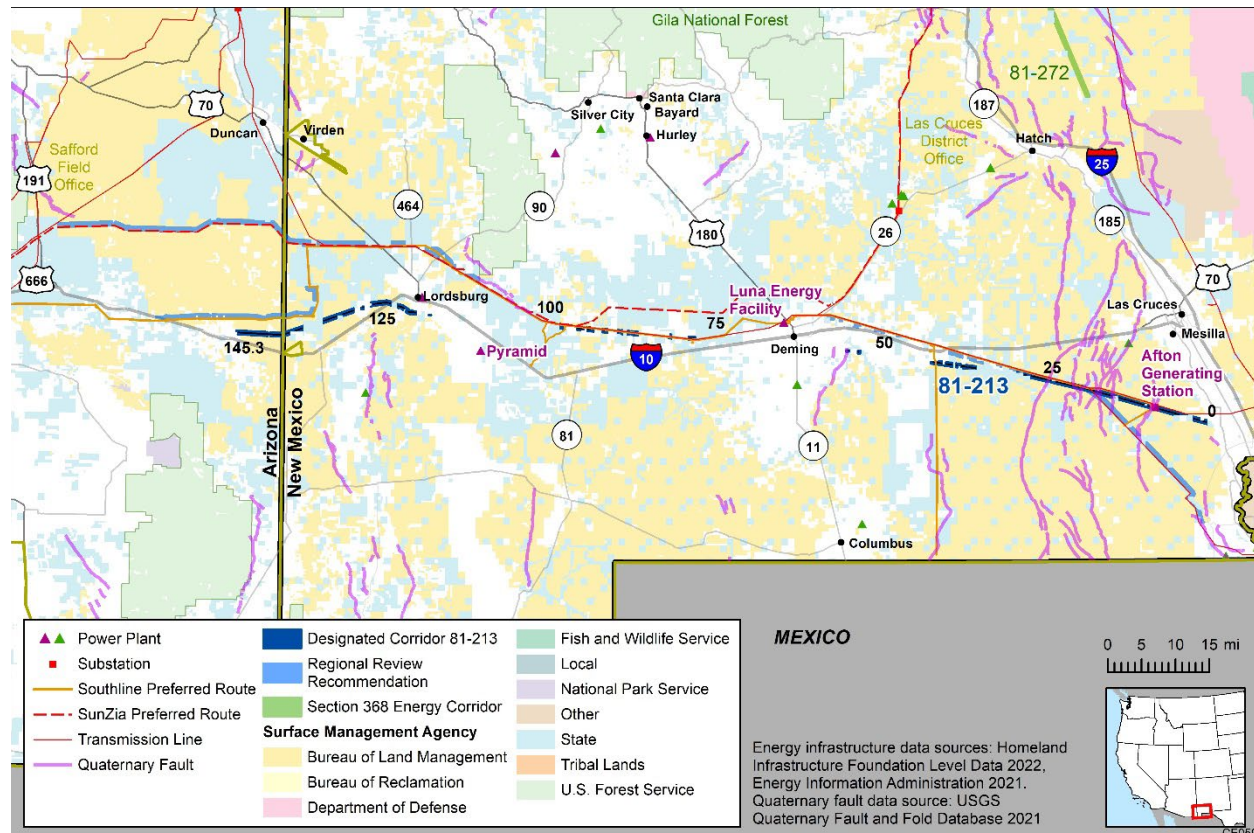 Gila National Forest
81-272
70
Duncan
Virden
Silver City
Santa Clara
Bayard
Hurley
187
Las Cruces
District
Office
Hatch
25
Safford
Field
Office
191
464
90
180
26
185
666
70
Lordsburg
100
125
145.3
Pyramid
Luna Energy
Facility
75
10
Deming
50
Las Cruces
Mesilla
81-213
25
Afton
Generating
Station
0
Arizona
New Mexico
81
11
Columbus
MEXICO
Power Plant
Substation
Southline Preferred Route
SunZia Preferred Route
Transmission Line
Quaternary Fault
Designated Corridor 81-213
Regional Review
Recommendation
Section 368 Energy Corridor
Surface Management Agency
Bureau of Land Management
Bureau of Reclamation
Department of Defense
Fish and Wildlife Service
Local
National Park Service
Other
State
Tribal Lands
U.S. Forest Service
0 5 10 15 mi
Energy infrastructure data sources: Homeland
Infrastructure Foundation Level Data 2022,
Energy Information Administration 2021.
Quaternary fault data source: USGS
Quaternary Fault and Fold Database 2021